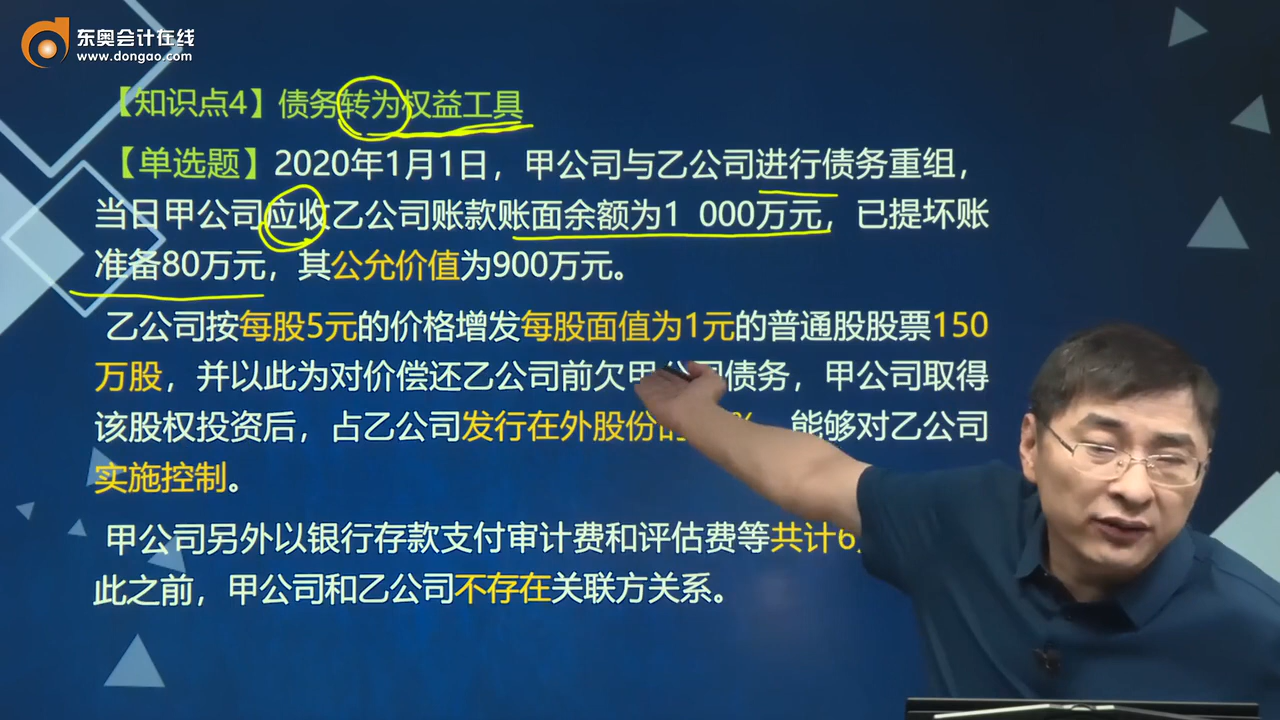 东奥会计在线
www.dongao.com
【知识点4】债务转为权益工具
【单选题】2020年1月1日，甲公司与乙公司进行债务重组，
当日甲公司应收乙公司账款账面余额为1 000万元，已提坏账
准备80万元，其公允价值为900万元。
乙公司按每股5元的价格增发每股面值为1元的普通股股票150
万股，并以此为对价偿还乙公司前欠甲公司债务，甲公司取得
该股权投资后，占乙公司发行在外股份的 %，能够对乙公司
实施控制。
甲公司另外以银行存款支付审计费和评估费等共计6
此之前，甲公司和乙公司不存在关联方关系。